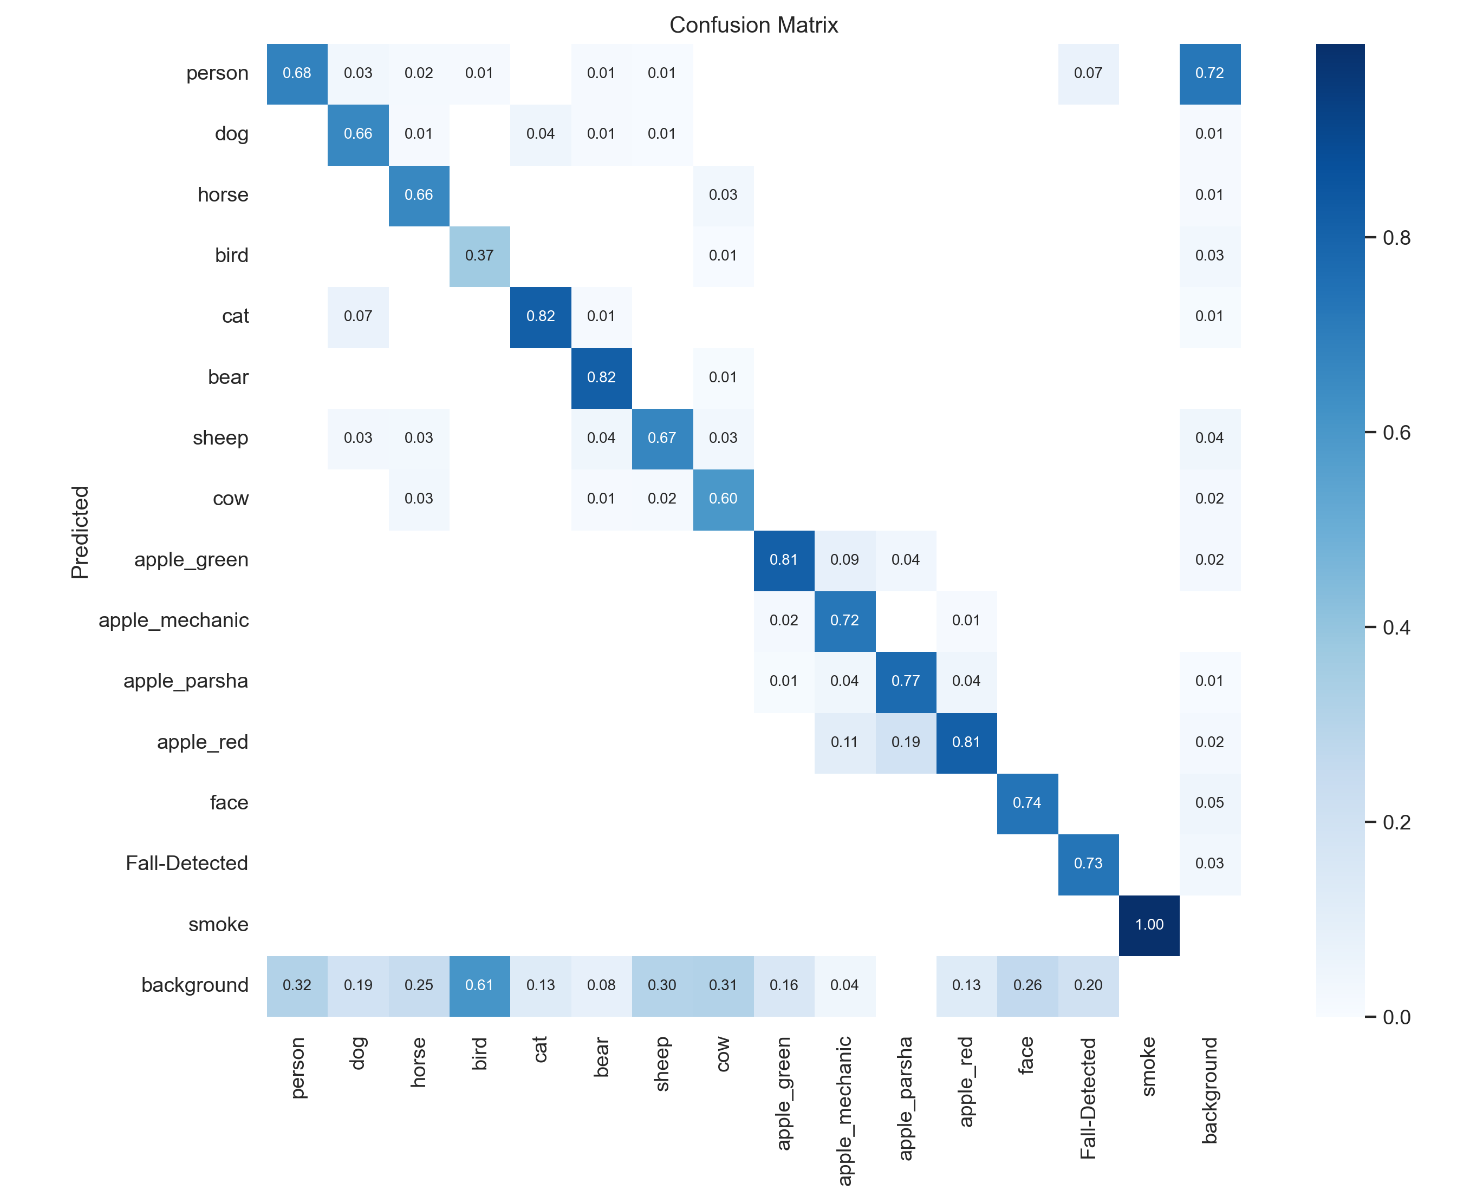 Confusion Matrix
person 0.68 0.03 0.02 0.01 0.01 0.01 0.07 0.72
dog 0.66 0.01 0.04 0.01 0.01 0.01
horse 0.66 0.03 0.01
bird 0.37 0.01 0.03
cat 0.07 0.82 0.01 0.01
bear 0.82 0.01
sheep 0.03 0.03 0.04 0.67 0.03 0.04
cow 0.03 0.01 0.02 0.60 0.02
apple_green 0.81 0.09 0.04 0.02
apple_mechanic 0.02 0.72 0.01
apple_parsha 0.01 0.04 0.77 0.04 0.01
apple_red 0.11 0.19 0.81 0.02
face 0.74 0.05
Fall-Detected 0.73 0.03
smoke 1.00
background 0.32 0.19 0.25 0.61 0.13 0.08 0.30 0.31 0.16 0.04 0.13 0.26 0.20
Predicted
person dog horse bird cat bear sheep cow apple_green apple_mechanic apple_parsha apple_red face Fall-Detected smoke background
0.8
0.6
0.4
0.2
0.0